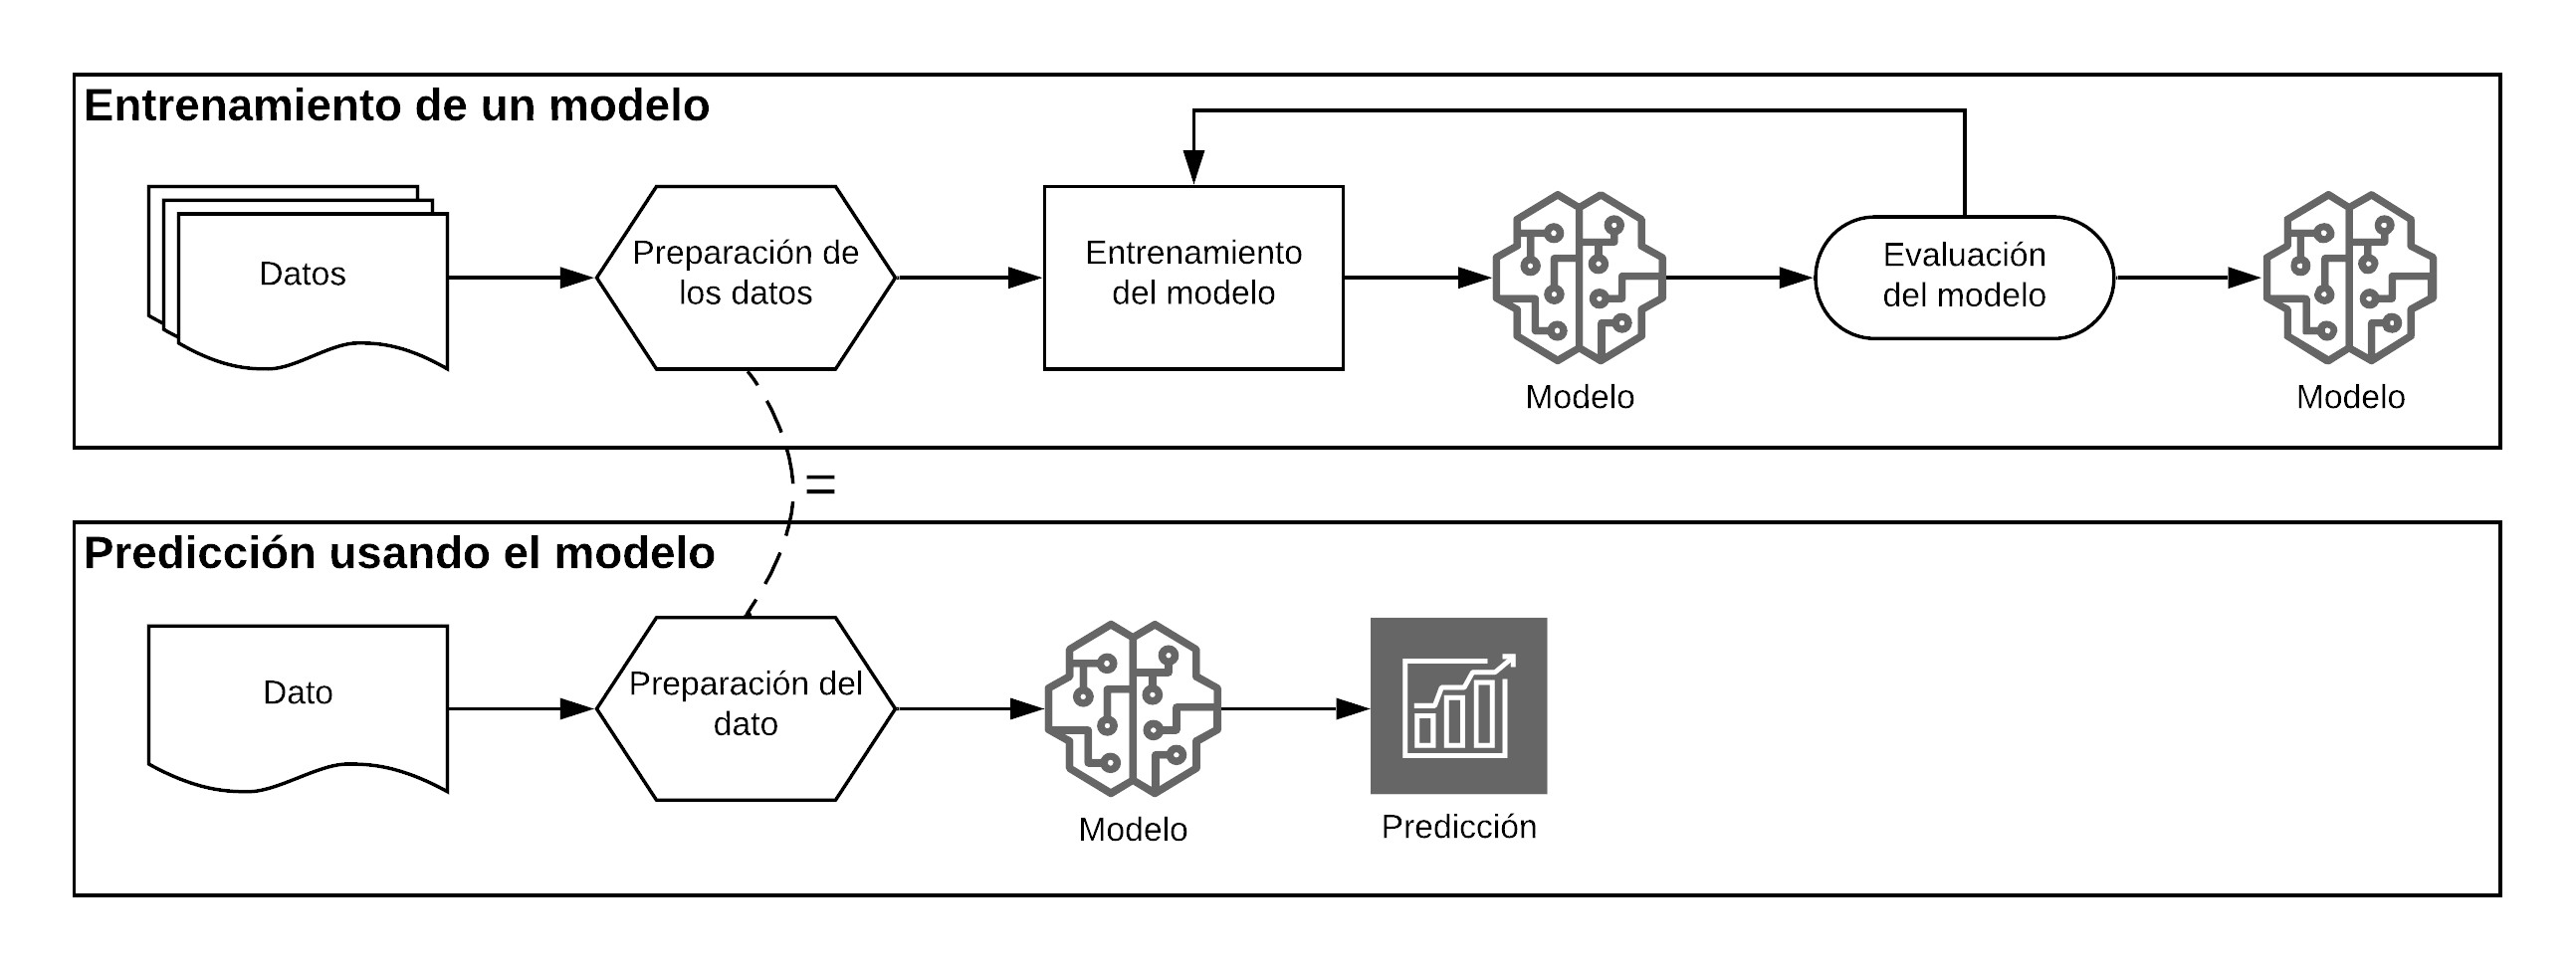 Entrenamiento de un modelo
Datos
Preparación de
los datos
Entrenamiento
del modelo
Modelo
Evaluación
del modelo
Modelo
=
Predicción usando el modelo
Dato
Preparación del
dato
Modelo
Predicción